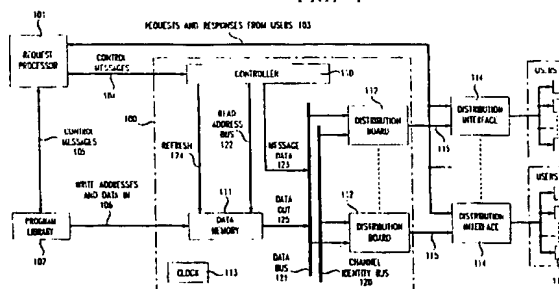 101
REQUESTS AND RESPONSES FROM USERS 103
REQUEST
PROCESSOR
CONTROL
MESSAGES
104
CONTROLLER
110
100
READ ADDRESS
BUS
122
REFRESH
124
MESSAGE
DATA
123
112
DISTRIBUTION
BOARD
115
114
DISTRIBUTION
INTERFACE
USERS
CONTROL
MESSAGES
105
WRITE ADDRESSES
AND DATA IN
106
111
DATA
MEMORY
DATA
OUT
125
112
DISTRIBUTION
BOARD
115
DISTRIBUTION
INTERFACE
114
USERS
PROGRAM
LIBRARY
102
CLOCK
113
DATA
BUS
121
CHANNEL
IDENTITY BUS
120